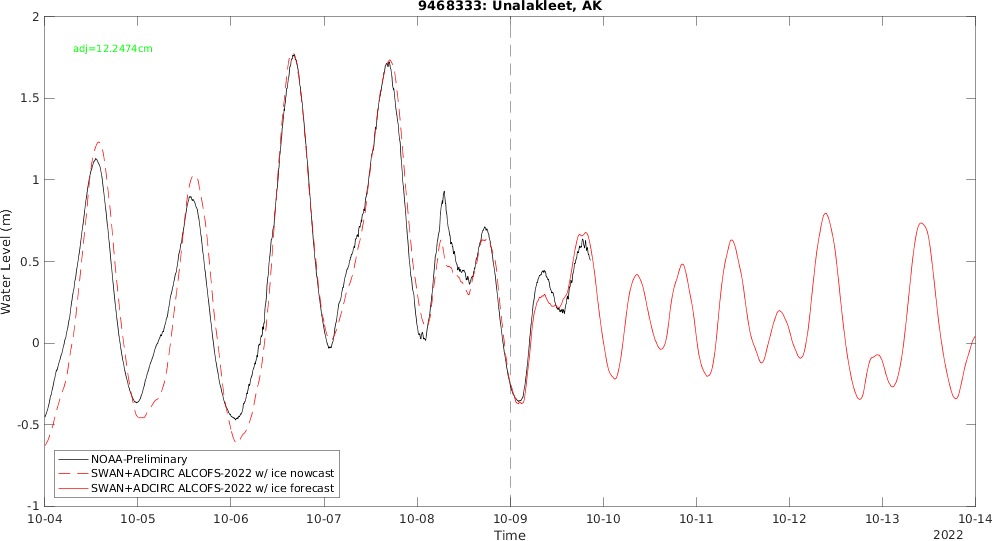 9468333: Unalakleet, AK
adj=12.2474cm
Water Level (m)
2
1.5
1
0.5
0
-0.5
-1
NOAA-Preliminary
SWAN+ADCIRC ALCOFS-2022 w/ ice nowcast
SWAN+ADCIRC ALCOFS-2022 w/ ice forecast
10-04 10-05 10-06 10-07 10-08 10-09 10-10 10-11 10-12 10-13 10-14
Time
2022